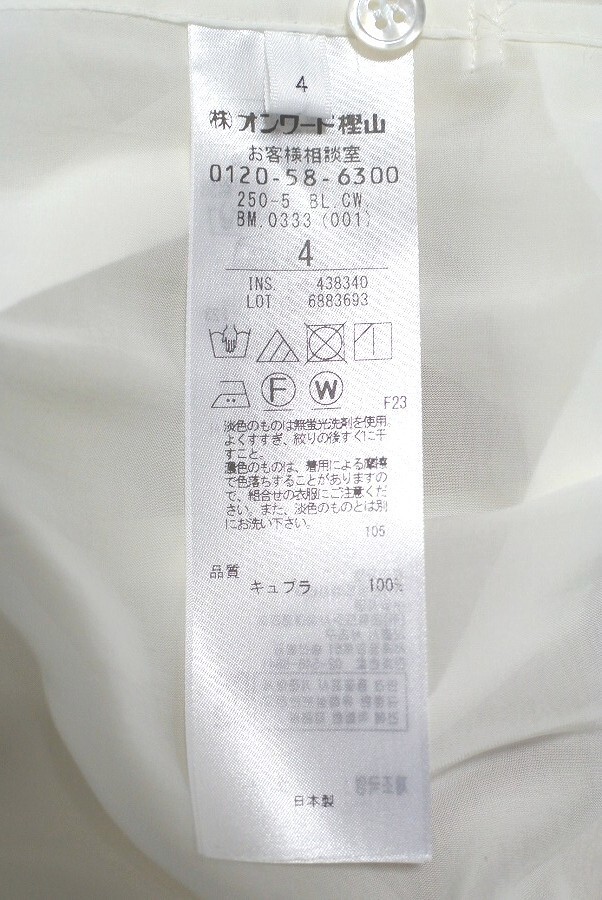 4
(株)オンワード樫山
お客様相談室
0120-58-6300
250-5 BL.CW.
BM.0333(001)
4
INS. 438340
LOT 6883693
F W
F23
淡色のものは無蛍光洗剤を使用
よくすすぎ、絞りの後すぐに干
すこと。
濃色のものは、着用による摩擦
で色落ちすることがありますの
で、組合せの衣服にご注意くだ
さい。また、淡色のものとは別
にお洗い下さい。
105
品質
キュプラ 100%
日本製